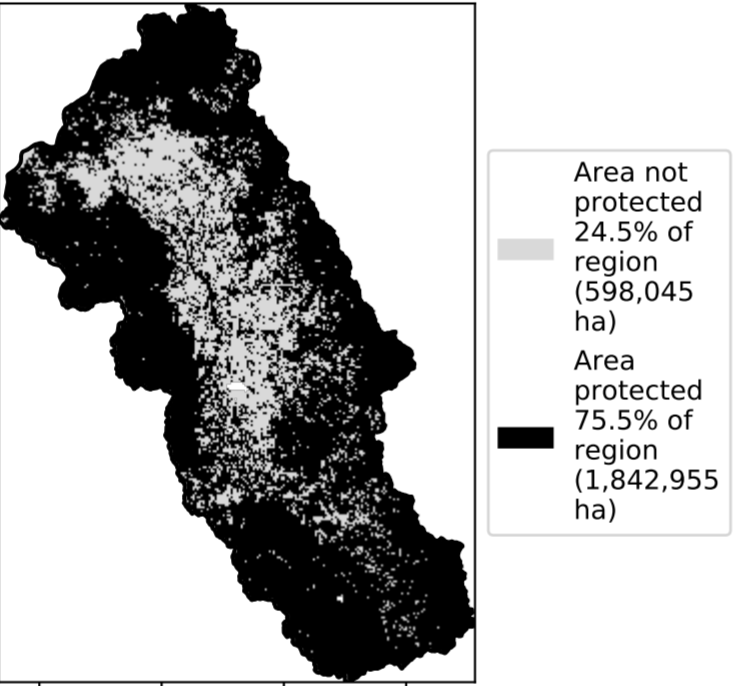 Area not
protected
24.5% of
region
(598,045
ha)
Area
protected
75.5% of
region
(1,842,955
ha)